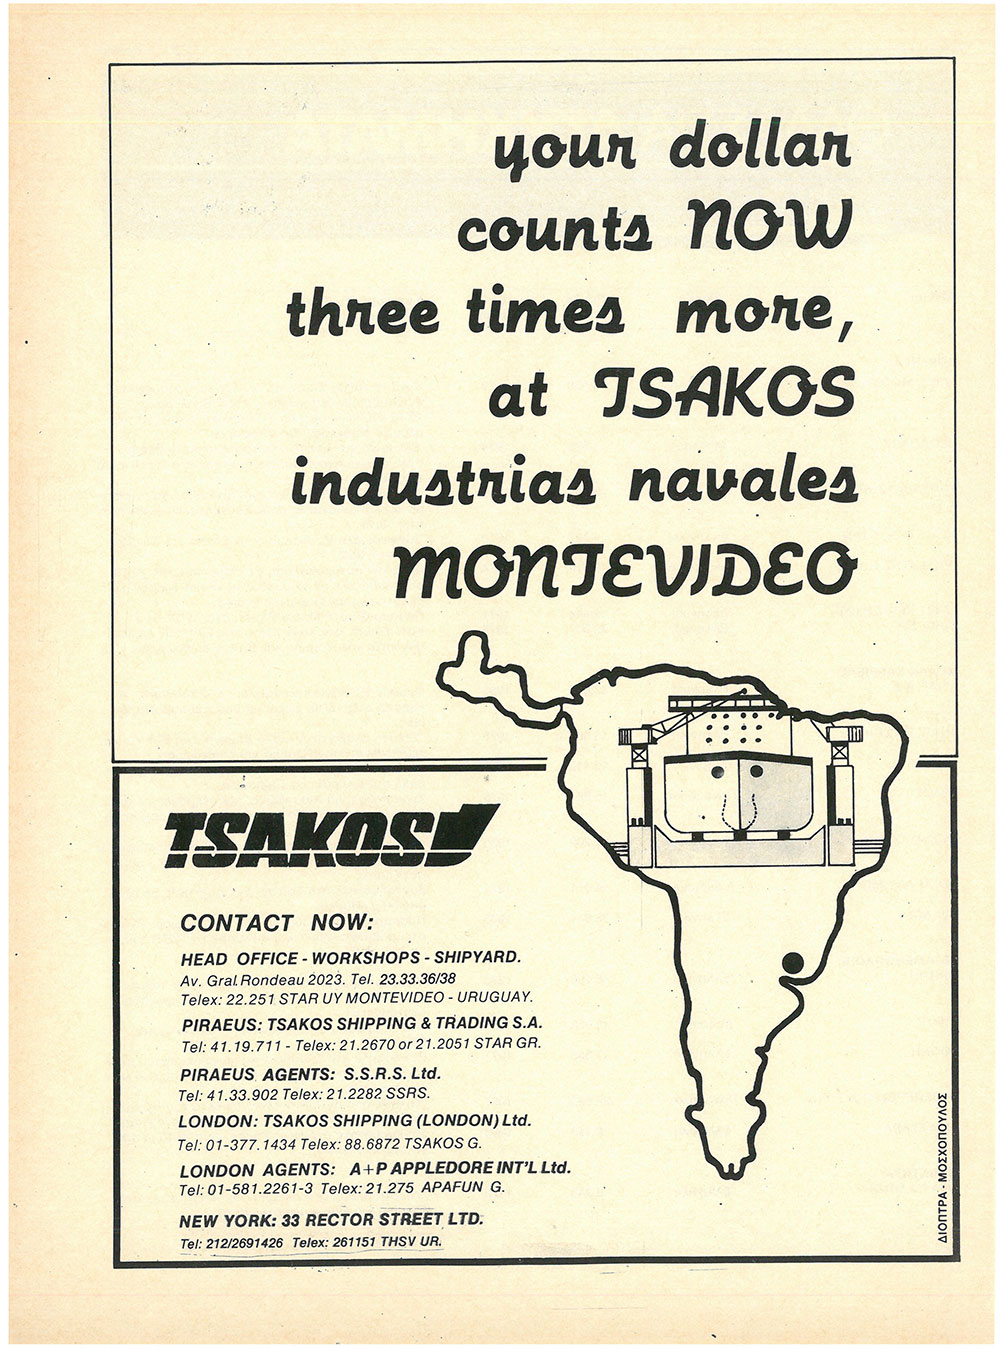 your dollar
counts NOW
three times more,
at TSAKOS
industrias navales
MONTEVIDEO
TSAKOS
CONTACT NOW:
HEAD OFFICE - WORKSHOPS - SHIPYARD.
Av. Gral. Rondeau 2023. Tel. 23.33.36/38
Telex: 22.251 STAR UY MONTEVIDEO - URUGUAY.
PIRAEUS: TSAKOS SHIPPING & TRADING S.A.
Tel: 41.19.711 - Telex: 21.2670 or 21.2051 STAR GR.
PIRAEUS AGENTS: S.S.R.S. Ltd.
Tel: 41.33.902 Telex: 21.2282 SSRS.
LONDON: TSAKOS SHIPPING (LONDON) Ltd.
Tel: 01-377.1434 Telex: 88.6872 TSAKOS G.
LONDON AGENTS: A+P APPLEDORE INT'L Ltd.
Tel: 01-581.2261-3 Telex: 21.275 APAFUN G.
NEW YORK: 33 RECTOR STREET LTD.
Tel: 212/2691426 Telex: 261151 THSV UR.
ΔΙΟΠΤΡΑ - ΜΟΣΧΟΠΟΥΛΟΣ